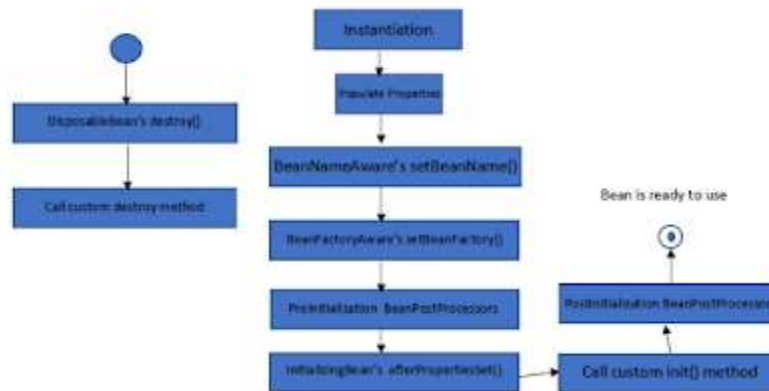 Instantiation
Populate Properties
DisposableBean's destroy()
BeanNameAware's setBeanName()
Call custom destroy method
Bean is ready to use
BeanFactoryAware's setBeanFactory()
PreInitialization BeanPostProcessors
PostInitialization BeanPostProcessors
InitializingBean's afterPropertiesSet()
Call custom init() method